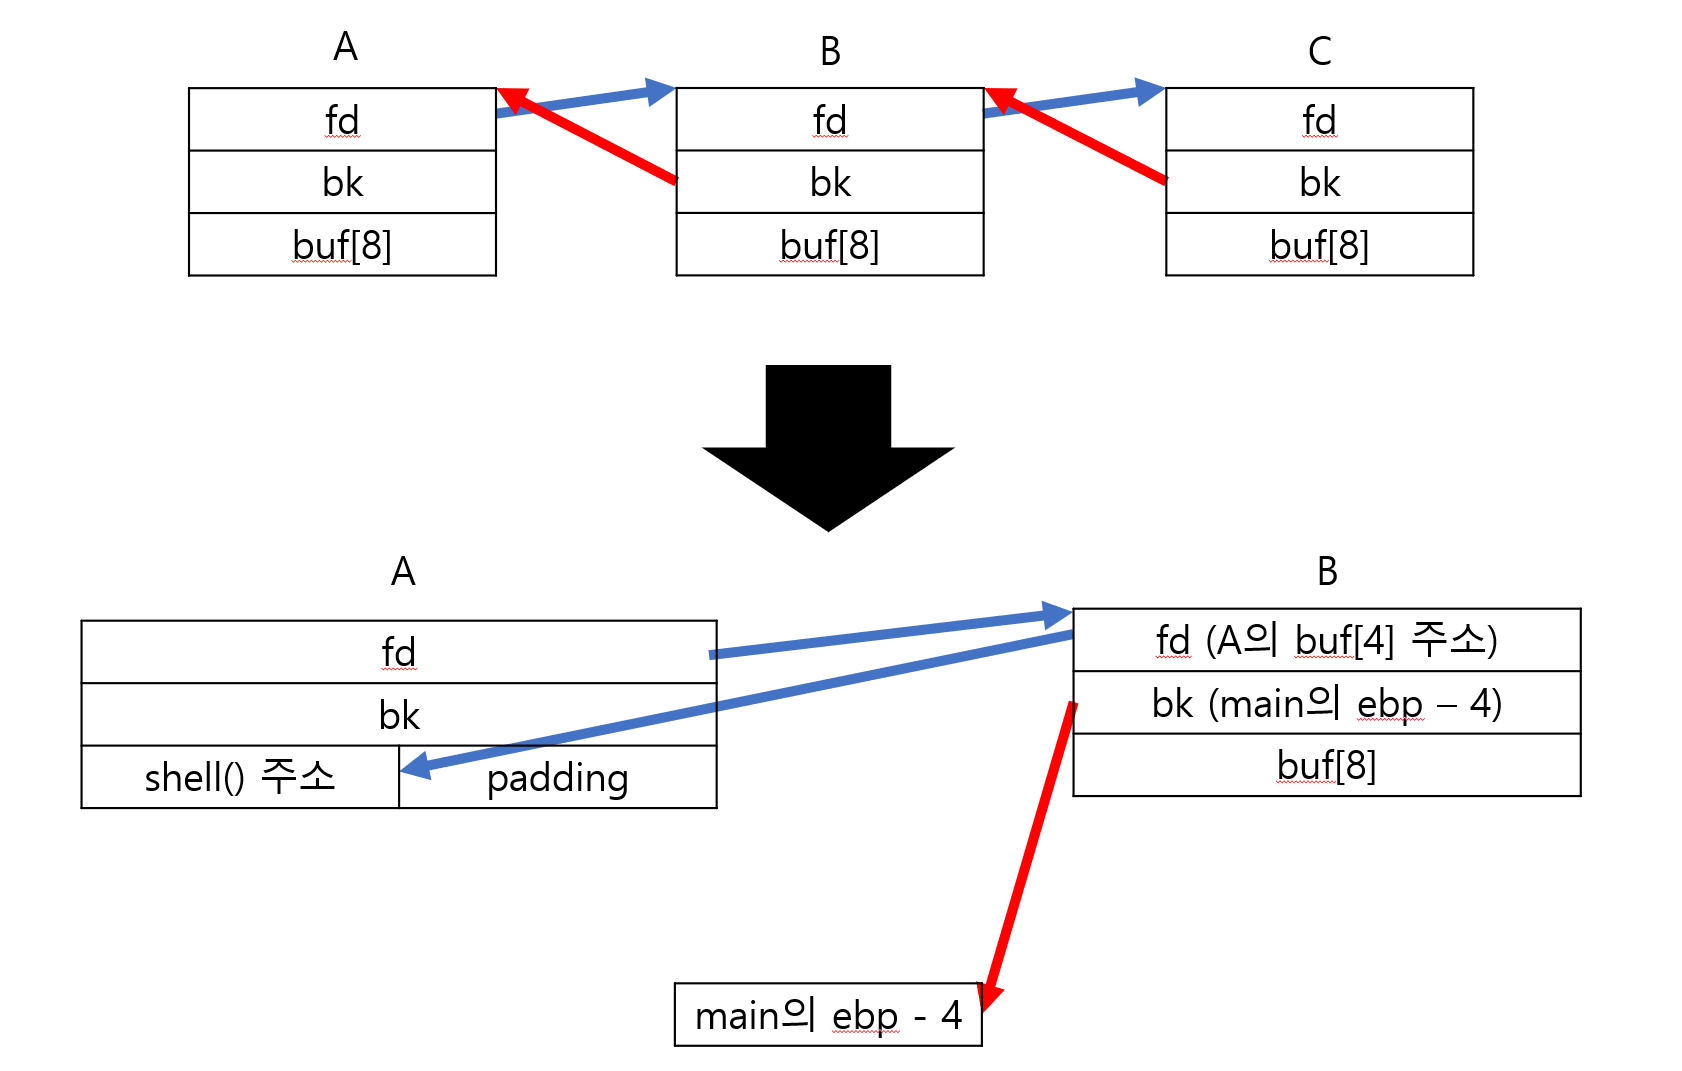 A
B
C
fd
fd
fd
bk
bk
bk
buf[8]
buf[8]
buf[8]
A
B
fd
fd (A의 buf[4] 주소)
bk
bk (main의 ebp – 4)
shell() 주소
padding
buf[8]
main의 ebp - 4